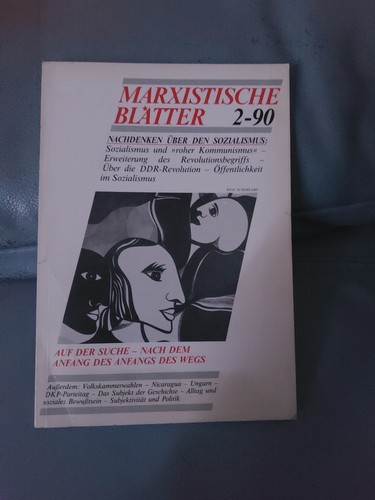 MARXISTISCHE
BLÄTTER 2-90
NACHDENKEN ÜBER DEN SOZIALISMUS:
Sozialismus und »roher Kommunismus« –
Erweiterung des Revolutionsbegriffs –
Über die DDR-Revolution – Öffentlichkeit
im Sozialismus
AUF DER SUCHE – NACH DEM
ANFANG DES ANFANGS DES WEGS
Außerdem: Volkskammerwahlen – Nicaragua – Ungarn –
DKP-Parteitag – Das Subjekt der Geschichte – Alltag und
soziales Bewußtsein – Subjektivität und Politik